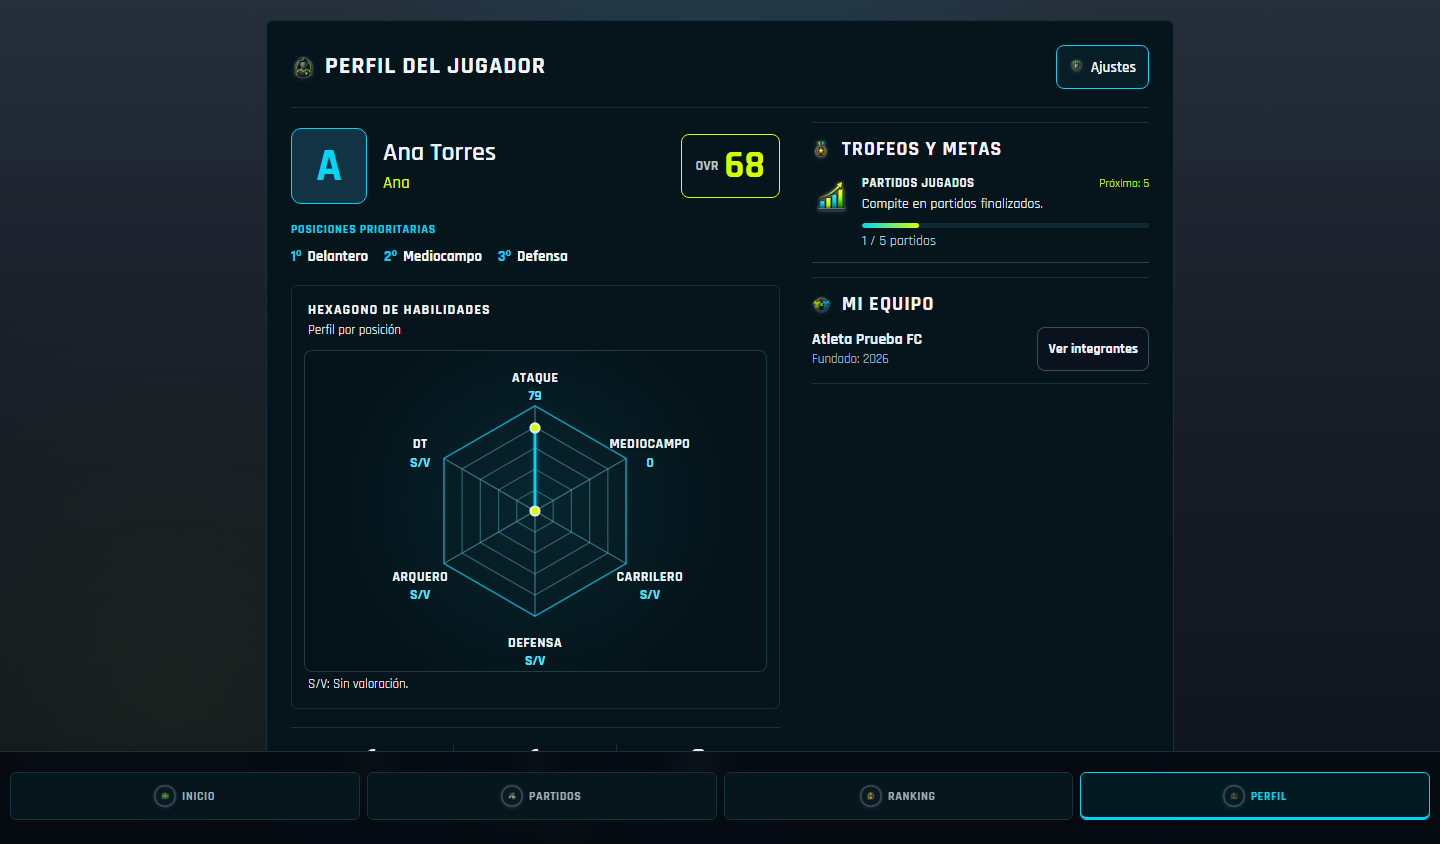 PERFIL DEL JUGADOR
Ajustes
A
Ana Torres
Ana
OVR 68
POSICIONES PRIORITARIAS
1º Delantero 2º Mediocampo 3º Defensa
HEXAGONO DE HABILIDADES
Perfil por posición
ATAQUE
79
DT
S/V
MEDIOCAMPO
0
ARQUERO
S/V
CARRILERO
S/V
DEFENSA
S/V
S/V: Sin valoración.
TROFEOS Y METAS
PARTIDOS JUGADOS
Próxima: 5
Compite en partidos finalizados.
1 / 5 partidos
MI EQUIPO
Atleta Prueba FC
Fundado: 2026
Ver integrantes
INICIO
PARTIDOS
RANKING
PERFIL